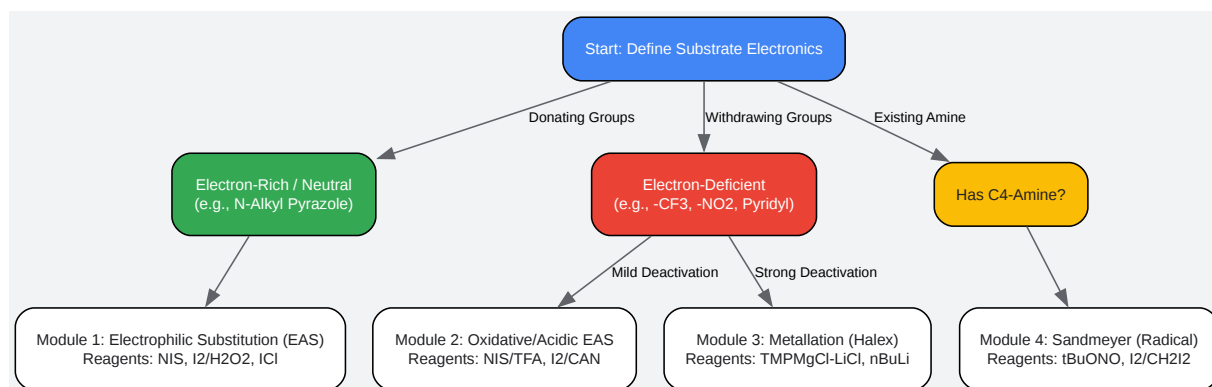 Start: Define Substrate Electronics
Donating Groups
Withdrawing Groups
Existing Amine
Electron-Rich / Neutral
(e.g., N-Alkyl Pyrazole)
Electron-Deficient
(e.g., -CF3, -NO2, Pyridyl)
Has C4-Amine?
Mild Deactivation
Strong Deactivation
Module 1: Electrophilic Substitution (EAS)
Reagents: NIS, I2/H2O2, ICl
Module 2: Oxidative/Acidic EAS
Reagents: NIS/TFA, I2/CAN
Module 3: Metallation (Halex)
Reagents: TMPMgCl-LiCl, nBuLi
Module 4: Sandmeyer (Radical)
Reagents: tBuONO, I2/CH2I2